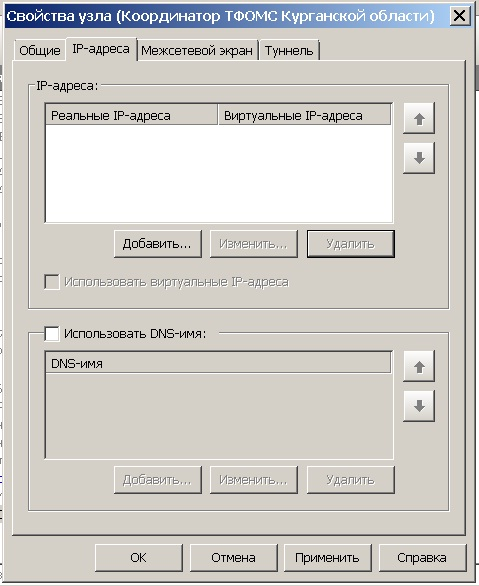 Свойства узла (Координатор ТФОМС Курганской области)
Общие IP-адреса Межсетевой экран Туннель
IP-адреса:
Реальные IP-адреса Виртуальные IP-адреса
Добавить... Изменить... Удалить
Использовать виртуальные IP-адреса
Использовать DNS-имя:
DNS-имя
Добавить... Изменить... Удалить
OK Отмена Применить Справка